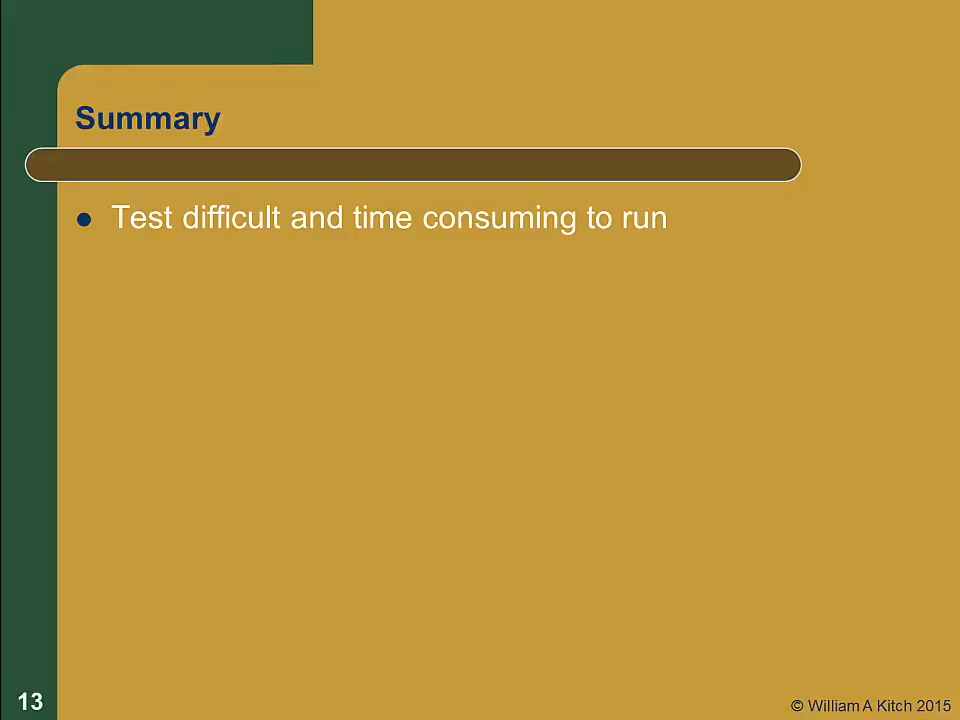 Summary
Test difficult and time consuming to run
13
© William A Kitch 2015